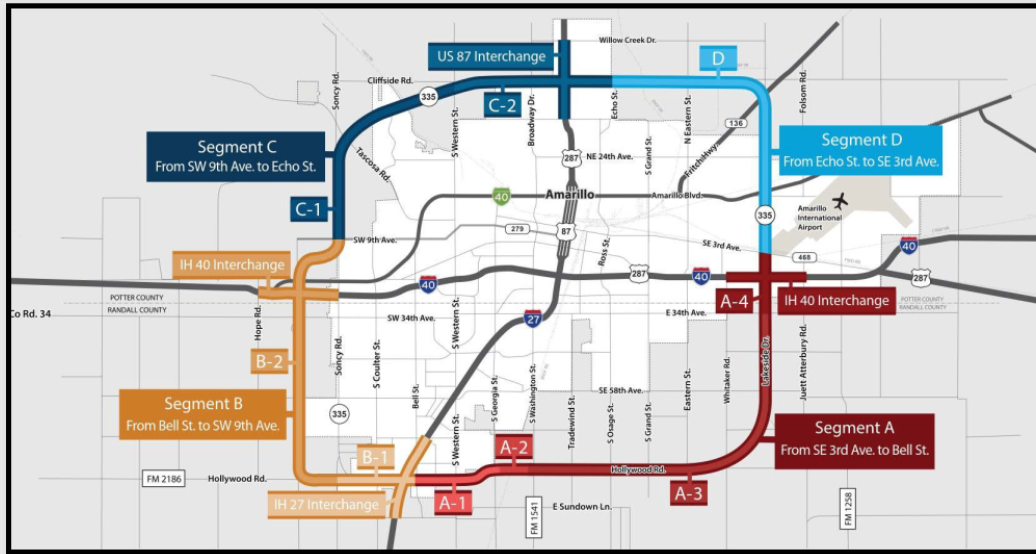 Willow Creek Dr.
US 87 Interchange
D
Cliffside Rd.
335
C-2
Soncy Rd.
S Western St.
Broadway Dr.
Echo St.
N Eastern St.
Folsom Rd.
136
Segment C
From SW 9th Ave. to Echo St.
Segment D
From Echo St. to SE 3rd Ave.
Tascosa Rd.
287
NE 24th Ave.
S Grand St.
Fritch Hwy.
40
Amarillo
Amarillo Blvd.
C-1
335
Amarillo
International
Airport
SW 9th Ave.
279
87
Ross St.
SE 3rd Ave.
468
40
IH 40 Interchange
40
287
40
287
A-4
IH 40 Interchange
POTTER COUNTY
RANDALL COUNTY
POTTER COUNTY
RANDALL COUNTY
Co Rd. 34
Hope Rd.
SW 34th Ave.
27
E 34th Ave.
B-2
Soncy Rd.
S Coulter St.
Bell St.
S Western St.
S Georgia St.
S Washington St.
Tradewind St.
S Osage St.
S Grand St.
Eastern St.
Whitaker Rd.
Lakeside Dr.
Juett Atterbury Rd.
SE 58th Ave.
Segment B
From Bell St. to SW 9th Ave.
335
Segment A
From SE 3rd Ave. to Bell St.
S Western St.
B-1
A-2
FM 2186
Hollywood Rd.
Hollywood Rd.
IH 27 Interchange
A-1
A-3
FM 1541
E Sundown Ln.
FM 1258